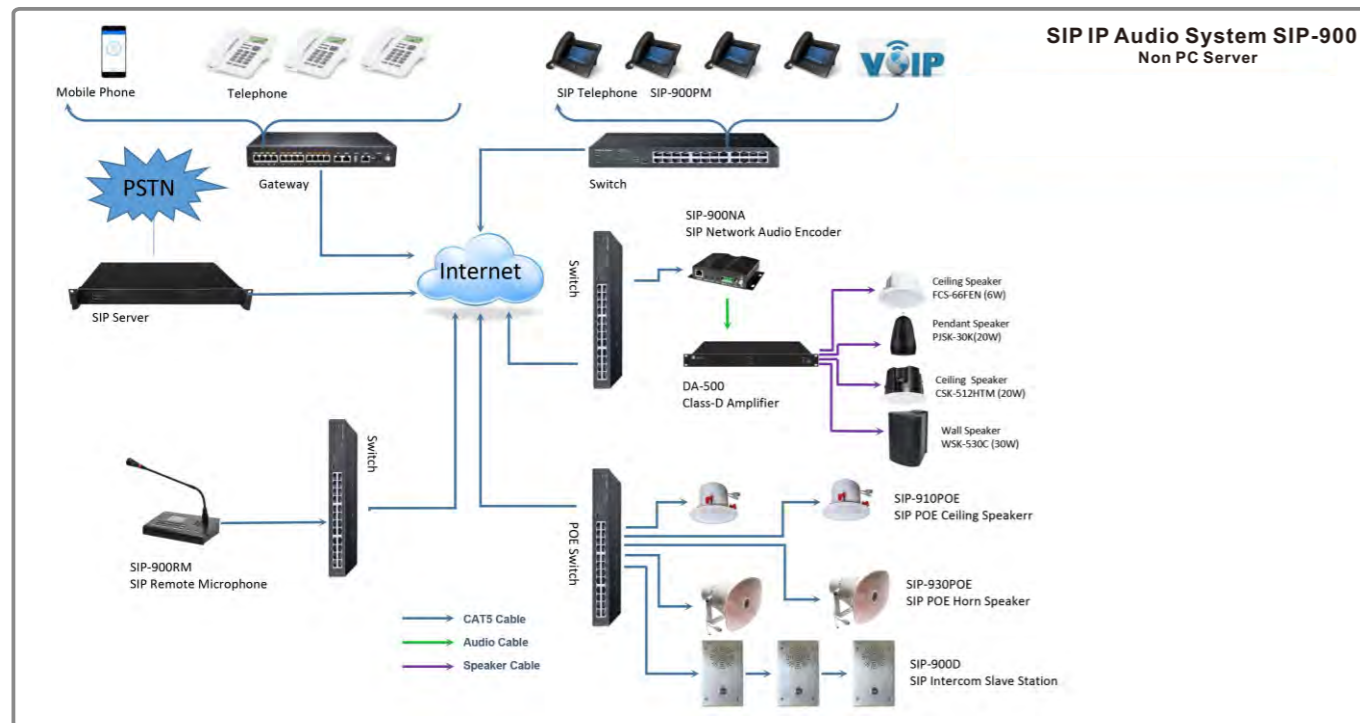 SIP IP Audio System SIP-900
Non PC Server
Mobile Phone
Telephone
SIP Telephone
SIP-900PM
VOIP
Gateway
Switch
PSTN
SIP Server
Internet
Switch
SIP-900NA
SIP Network Audio Encoder
DA-500
Class-D Amplifier
Ceiling Speaker
FCS-66FEN (6W)
Pendant Speaker
PJSK-30K(20W)
Ceiling Speaker
CSK-512HTM (20W)
Wall Speaker
WSK-530C (30W)
SIP-900RM
SIP Remote Microphone
Switch
POE Switch
SIP-910POE
SIP POE Ceiling Speakerr
SIP-930POE
SIP POE Horn Speaker
SIP-900D
SIP Intercom Slave Station
CAT5 Cable
Audio Cable
Speaker Cable